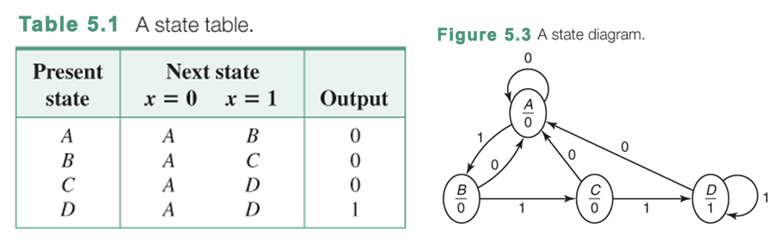 Table 5.1 A state table.
Present state Next state Output
x = 0 x = 1
A A B 0
B A C 0
C A D 0
D A D 1
Figure 5.3 A state diagram.
0
A
0
1
0
0
0
B
0
1
C
0
1
D
1
1